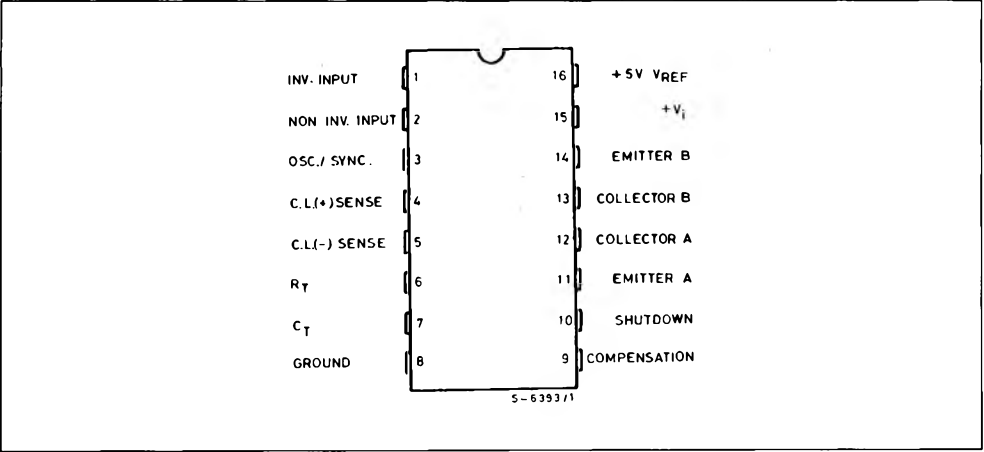 INV. INPUT 1 16 +5V VREF
NON INV. INPUT 2 15 +Vi
OSC./ SYNC. 3 14 EMITTER B
C.L.(+) SENSE 4 13 COLLECTOR B
C.L.(-) SENSE 5 12 COLLECTOR A
RT 6 11 EMITTER A
CT 7 10 SHUTDOWN
GROUND 8 9 COMPENSATION
S-6393/1